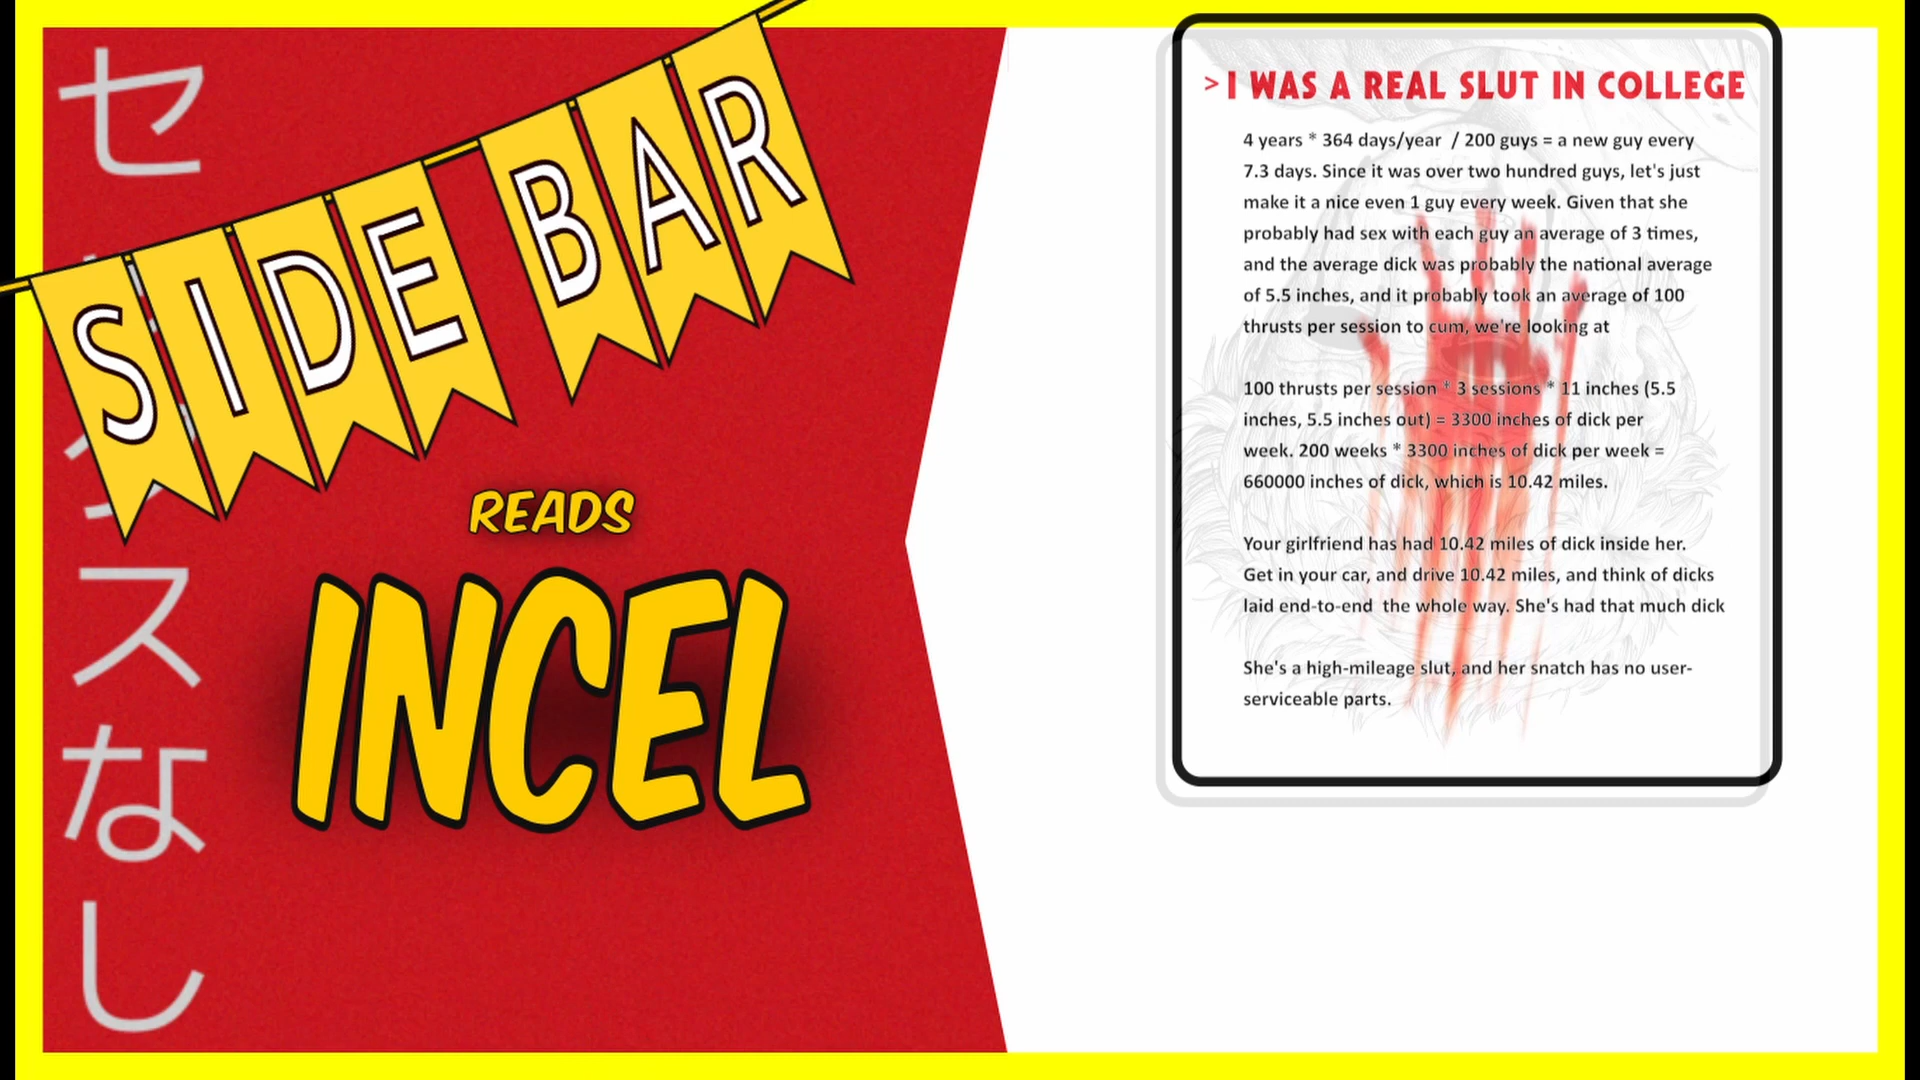 セ
ス
なし
SIDE BAR
READS
INCEL
>I WAS A REAL SLUT IN COLLEGE
4 years * 364 days/year / 200 guys = a new guy every
7.3 days. Since it was over two hundred guys, let's just
make it a nice even 1 guy every week. Given that she
probably had sex with each guy an average of 3 times,
and the average dick was probably the national average
of 5.5 inches, and it probably took an average of 100
thrusts per session to cum, we're looking at
100 thrusts per session * 3 sessions * 11 inches (5.5
inches, 5.5 inches out) = 3300 inches of dick per
week. 200 weeks * 3300 inches of dick per week =
660000 inches of dick, which is 10.42 miles.
Your girlfriend has had 10.42 miles of dick inside her.
Get in your car, and drive 10.42 miles, and think of dicks
laid end-to-end the whole way. She's had that much dick
She's a high-mileage slut, and her snatch has no user-
serviceable parts.